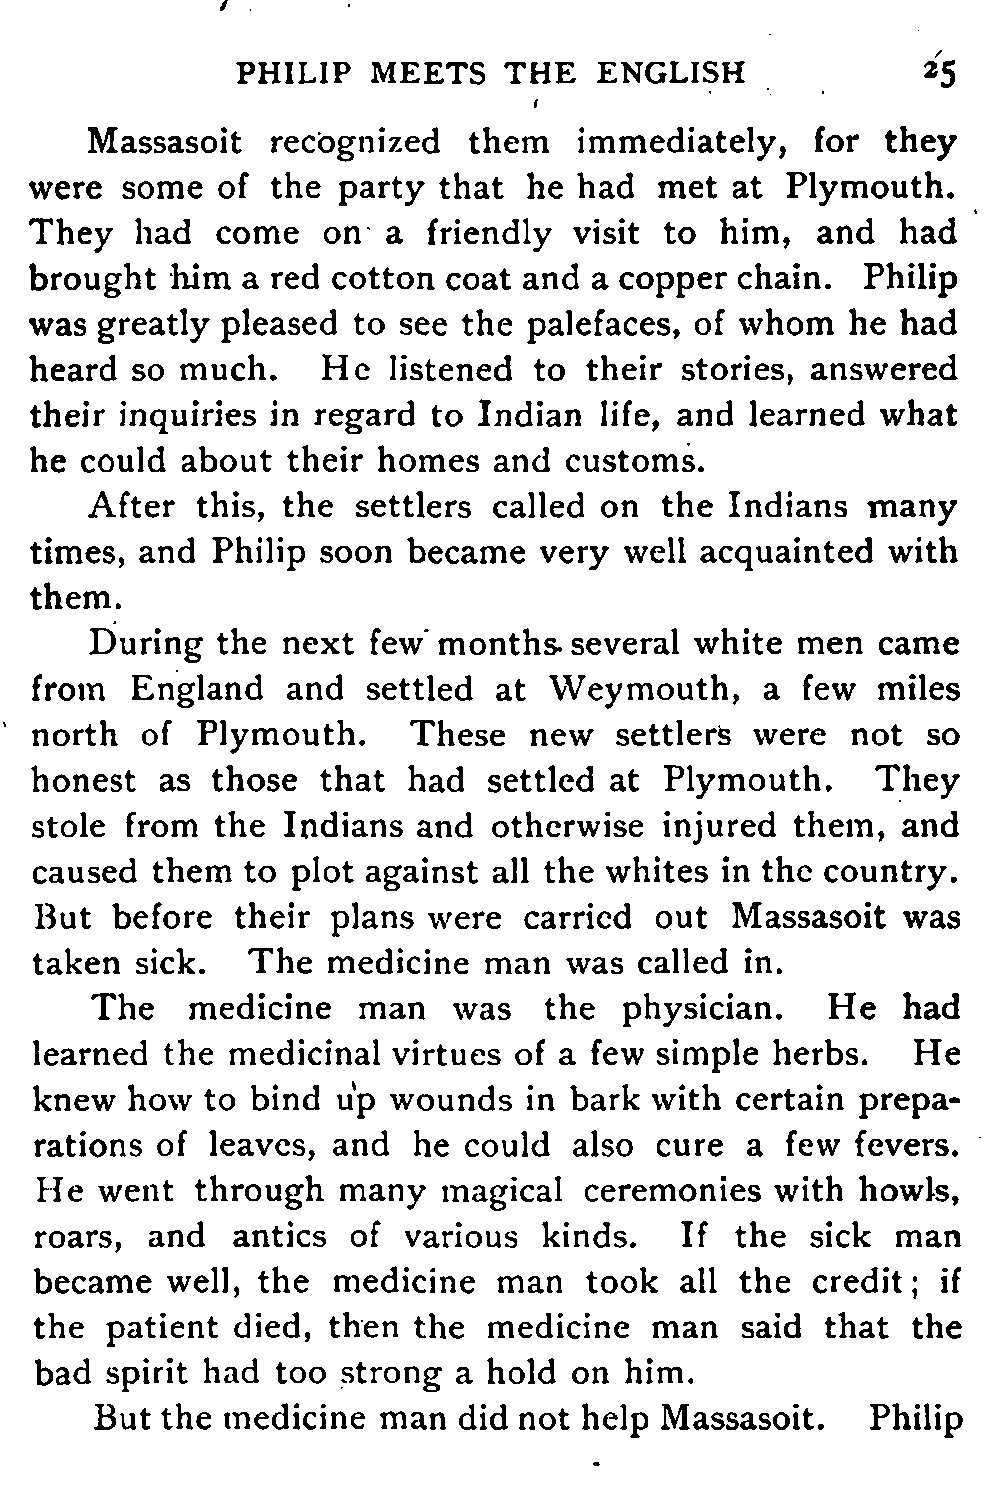 PHILIP MEETS THE ENGLISH 25
Massasoit recognized them immediately, for they
were some of the party that he had met at Plymouth.
They had come on a friendly visit to him, and had
brought him a red cotton coat and a copper chain. Philip
was greatly pleased to see the palefaces, of whom he had
heard so much. He listened to their stories, answered
their inquiries in regard to Indian life, and learned what
he could about their homes and customs.
After this, the settlers called on the Indians many
times, and Philip soon became very well acquainted with
them.
During the next few months several white men came
from England and settled at Weymouth, a few miles
north of Plymouth. These new settlers were not so
honest as those that had settled at Plymouth. They
stole from the Indians and otherwise injured them, and
caused them to plot against all the whites in the country.
But before their plans were carried out Massasoit was
taken sick. The medicine man was called in.
The medicine man was the physician. He had
learned the medicinal virtues of a few simple herbs. He
knew how to bind up wounds in bark with certain prepa-
rations of leaves, and he could also cure a few fevers.
He went through many magical ceremonies with howls,
roars, and antics of various kinds. If the sick man
became well, the medicine man took all the credit; if
the patient died, then the medicine man said that the
bad spirit had too strong a hold on him.
But the medicine man did not help Massasoit. Philip